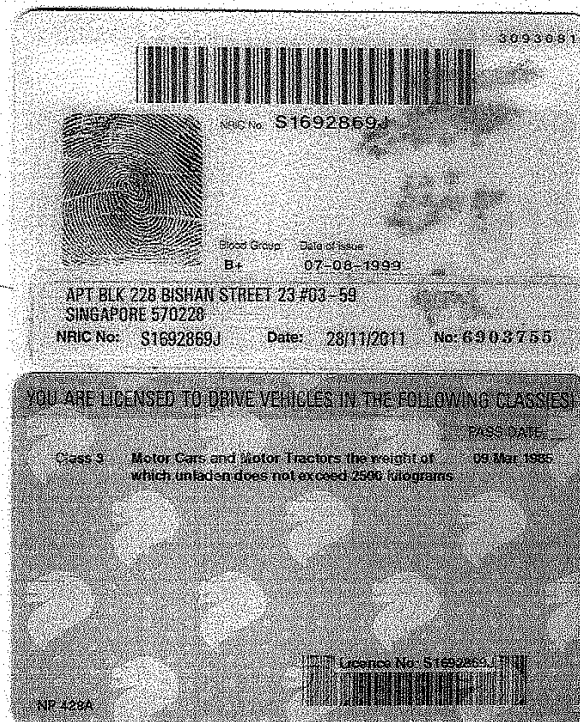 3093081
NRIC No. S1692869J
Blood Group Date of issue
B+ 07-08-1999
APT BLK 228 BISHAN STREET 23 #03-59
SINGAPORE 570228
NRIC No: S1692869J Date: 28/11/2011 No: 6903755
YOU ARE LICENSED TO DRIVE VEHICLES IN THE FOLLOWING CLASS(ES)
PASS DATE
Class 3 Motor Cars and Motor Tractors the weight of 09 Mar 1985
which unladen does not exceed 2500 kilograms
Licence No: S1692869J
NP 428A